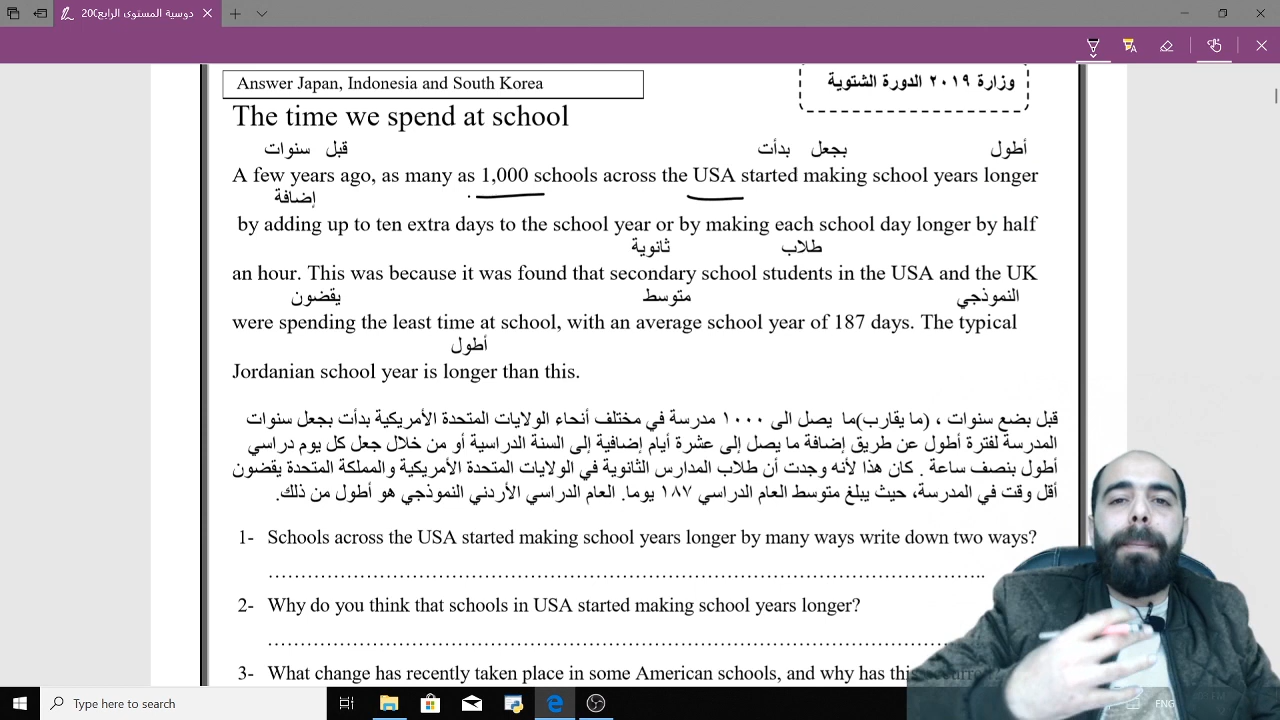 دوسية المستوى الرابع200
Answer Japan, Indonesia and South Korea
وزارة ٢٠١٩ الدورة الشتوية
The time we spend at school
قبل سنوات بدأت بجعل أطول
A few years ago, as many as 1,000 schools across the USA started making school years longer
إضافة
by adding up to ten extra days to the school year or by making each school day longer by half
ثانوية طلاب
an hour. This was because it was found that secondary school students in the USA and the UK
يقضون متوسط النموذجي
were spending the least time at school, with an average school year of 187 days. The typical
أطول
Jordanian school year is longer than this.
قبل بضع سنوات ، (ما يقارب)ما يصل الى ١٠٠٠ مدرسة في مختلف أنحاء الولايات المتحدة الأمريكية بدأت بجعل سنوات
المدرسة لفترة أطول عن طريق إضافة ما يصل إلى عشرة أيام إضافية إلى السنة الدراسية أو من خلال جعل كل يوم دراسي
أطول بنصف ساعة . كان هذا لأنه وجدت أن طلاب المدارس الثانوية في الولايات المتحدة الأمريكية والمملكة المتحدة يقضون
أقل وقت في المدرسة، حيث يبلغ متوسط العام الدراسي ١٨٧ يوما. العام الدراسي الأردني النموذجي هو أطول من ذلك.
1- Schools across the USA started making school years longer by many ways write down two ways?
2- Why do you think that schools in USA started making school years longer?
3- What change has recently taken place in some American schools, and why has this
Type here to search
ENG